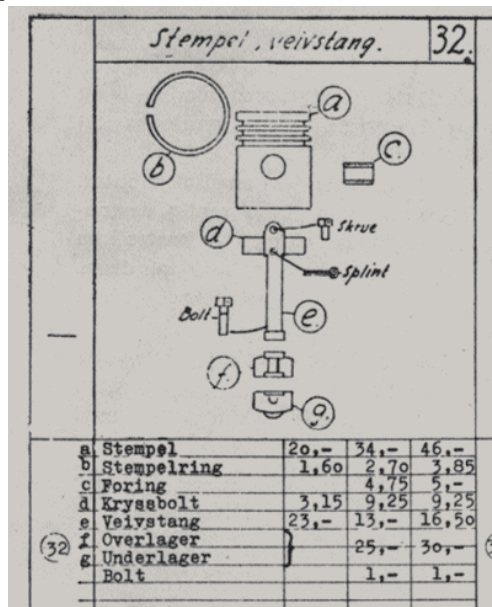 Stempel, veivstang. 32.
a
b
c.
d
Skrue
Splint
Bolt
e.
f
g.
a Stempel 20,- 34,- 46,-
b Stempelring 1,60 2,70 3,85
c Foring 4,75 5,-
d Kryssbolt 3,15 9,25 9,25
e Veivstang 23,- 13,- 16,50
(32) f Overlager
g Underlager } 25,- 30,-
Bolt 1,- 1,-